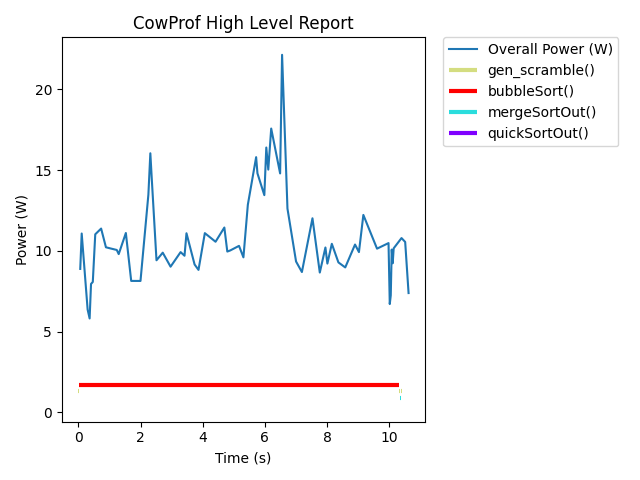 CowProf High Level Report
Overall Power (W)
gen_scramble()
bubbleSort()
mergeSortOut()
quickSortOut()
Power (W)
20
15
10
5
0
0 2 4 6 8 10
Time (s)